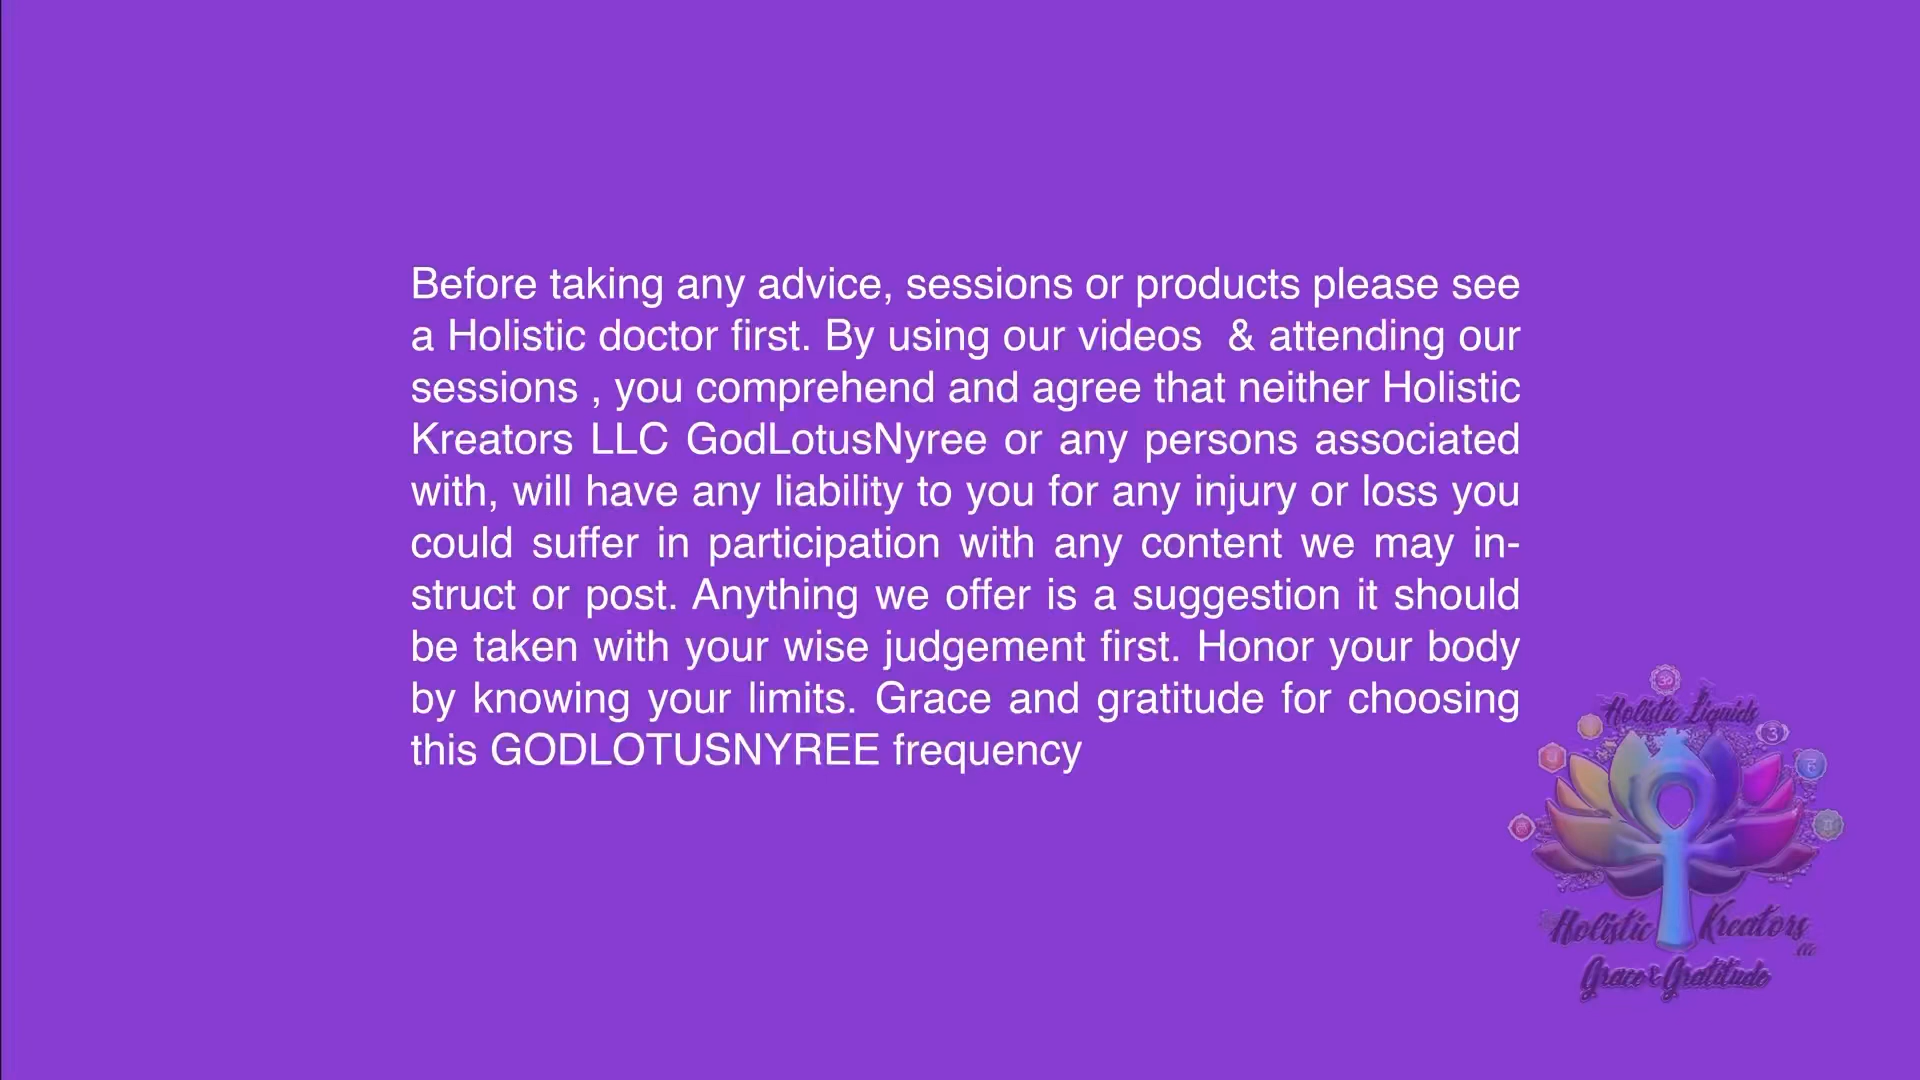 Before taking any advice, sessions or products please see
a Holistic doctor first. By using our videos  & attending our
sessions , you comprehend and agree that neither Holistic
Kreators LLC GodLotusNyree or any persons associated
with, will have any liability to you for any injury or loss you
could suffer in participation with any content we may in-
struct or post. Anything we offer is a suggestion it should
be taken with your wise judgement first. Honor your body
by knowing your limits. Grace and gratitude for choosing
this GODLOTUSNYREE frequency
Holistic Liquids
Holistic Kreators
LLC
Grace & Gratitude